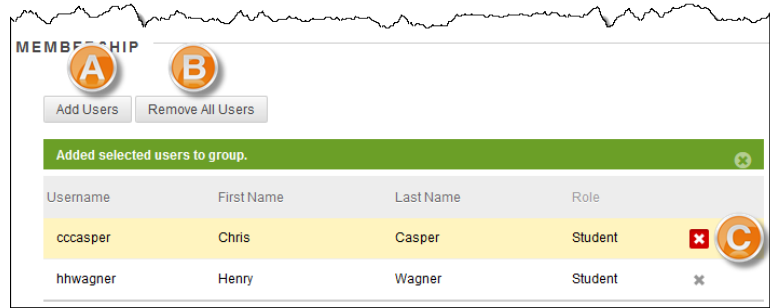 MEMBERSHIP
A
B
Add Users
Remove All Users
Added selected users to group.
Username First Name Last Name Role
cccasper Chris Casper Student
C
hhwagner Henry Wagner Student